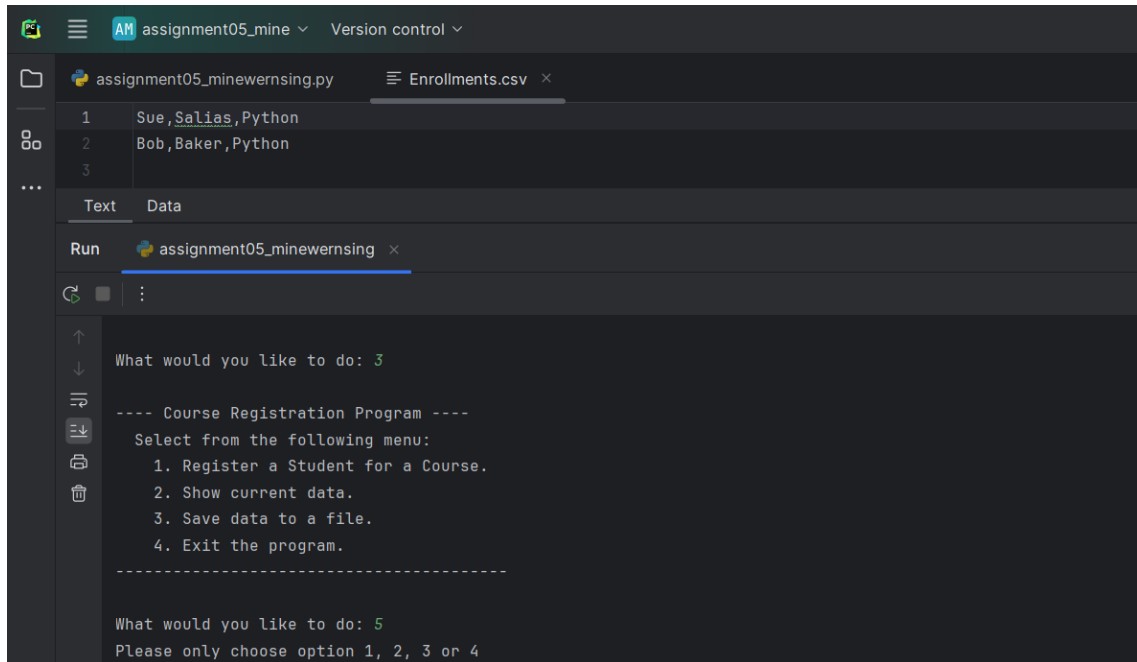 PC AM assignment05_mine Version control
assignment05_minewernsing.py Enrollments.csv
1 Sue,Salias,Python
2 Bob,Baker,Python
3
Text Data
Run assignment05_minewernsing
What would you like to do: 3
---- Course Registration Program ----
Select from the following menu:
1. Register a Student for a Course.
2. Show current data.
3. Save data to a file.
4. Exit the program.
-----------------------------------------
What would you like to do: 5
Please only choose option 1, 2, 3 or 4